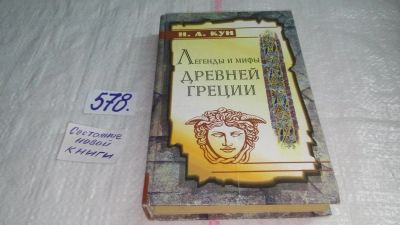 Н. А. КУН
ЛЕГЕНДЫ И МИФЫ
ДРЕВНЕЙ
ГРЕЦИИ
578.
Состояние
новой
книги